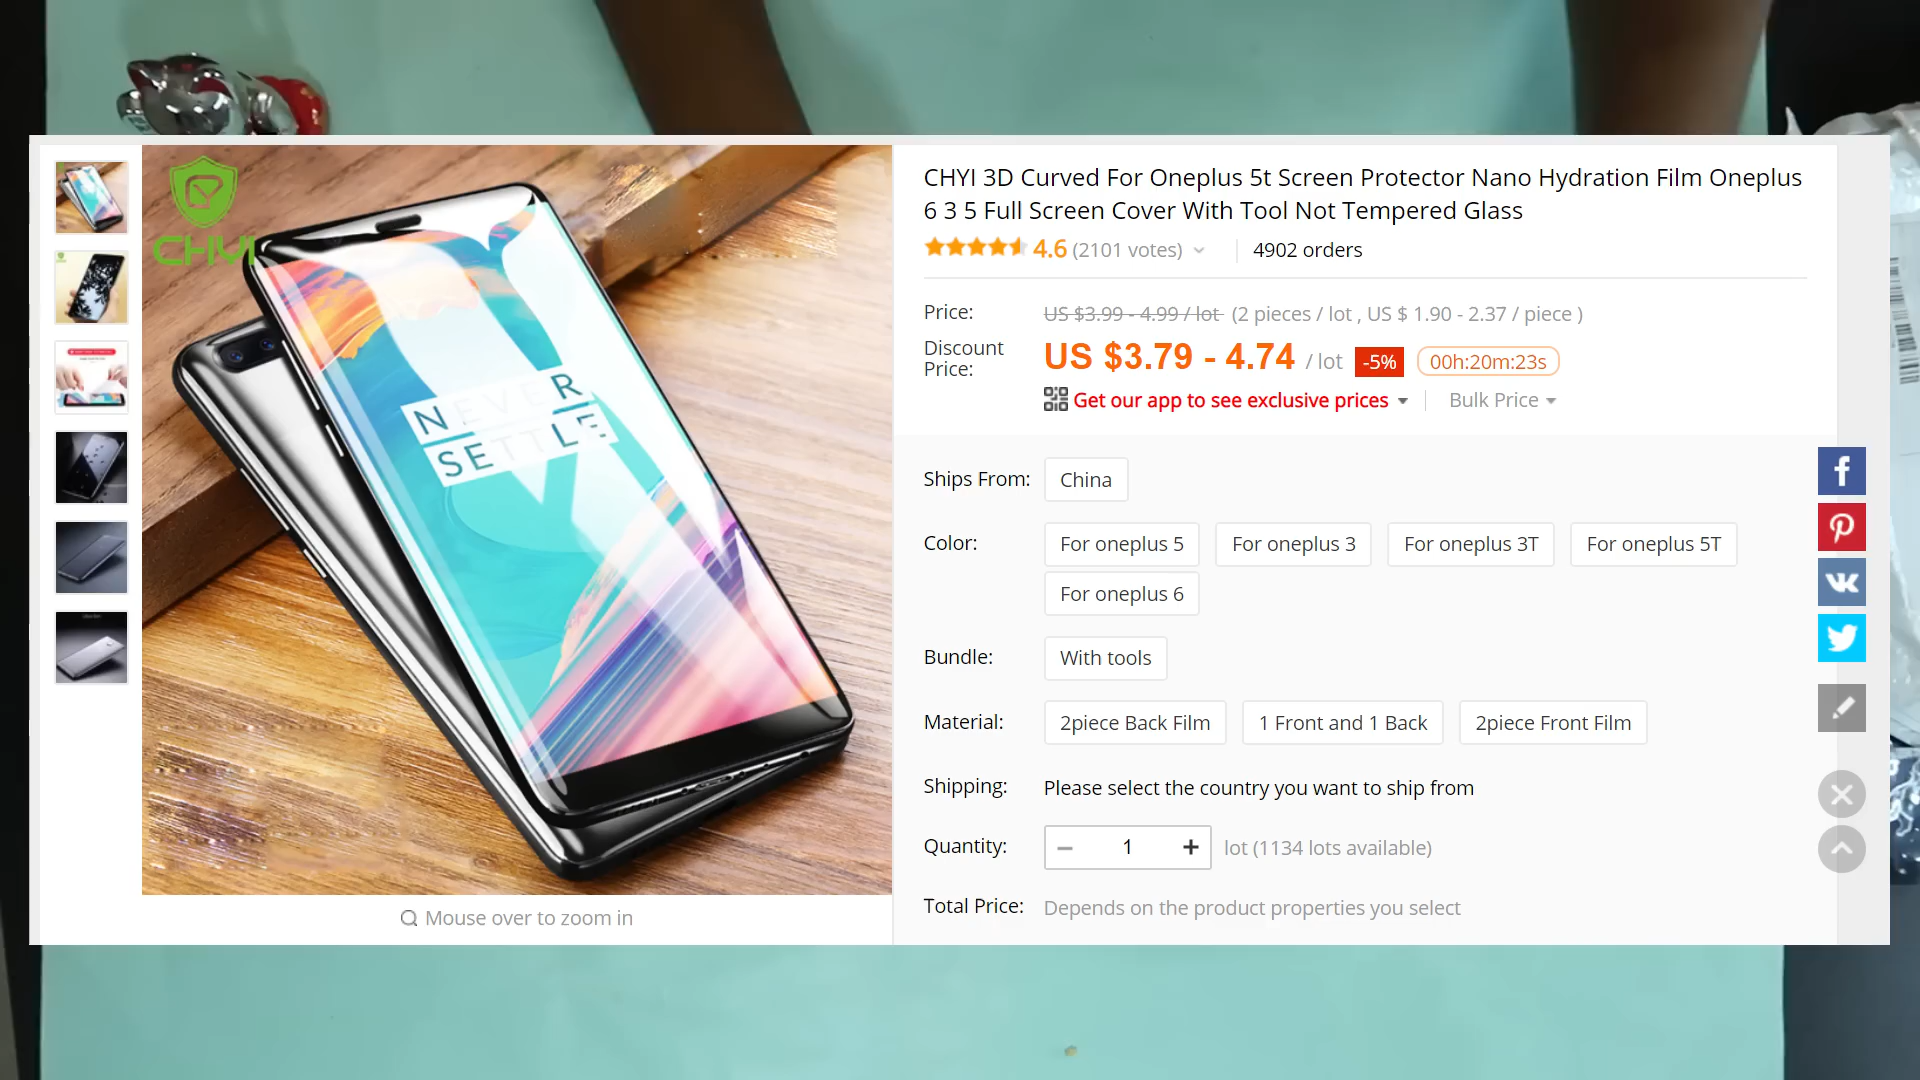 CHYI
NEVER
SETTLE
Mouse over to zoom in
CHYI 3D Curved For Oneplus 5t Screen Protector Nano Hydration Film Oneplus
6 3 5 Full Screen Cover With Tool Not Tempered Glass
4.6 (2101 votes) 4902 orders
Price: US $3.99 - 4.99 / lot (2 pieces / lot , US $ 1.90 - 2.37 / piece )
Discount
Price: US $3.79 - 4.74 / lot -5% 00h:20m:23s
Get our app to see exclusive prices Bulk Price
Ships From: China
Color: For oneplus 5 For oneplus 3 For oneplus 3T For oneplus 5T
For oneplus 6
Bundle: With tools
Material: 2piece Back Film 1 Front and 1 Back 2piece Front Film
Shipping: Please select the country you want to ship from
Quantity: − 1 + lot (1134 lots available)
Total Price: Depends on the product properties you select